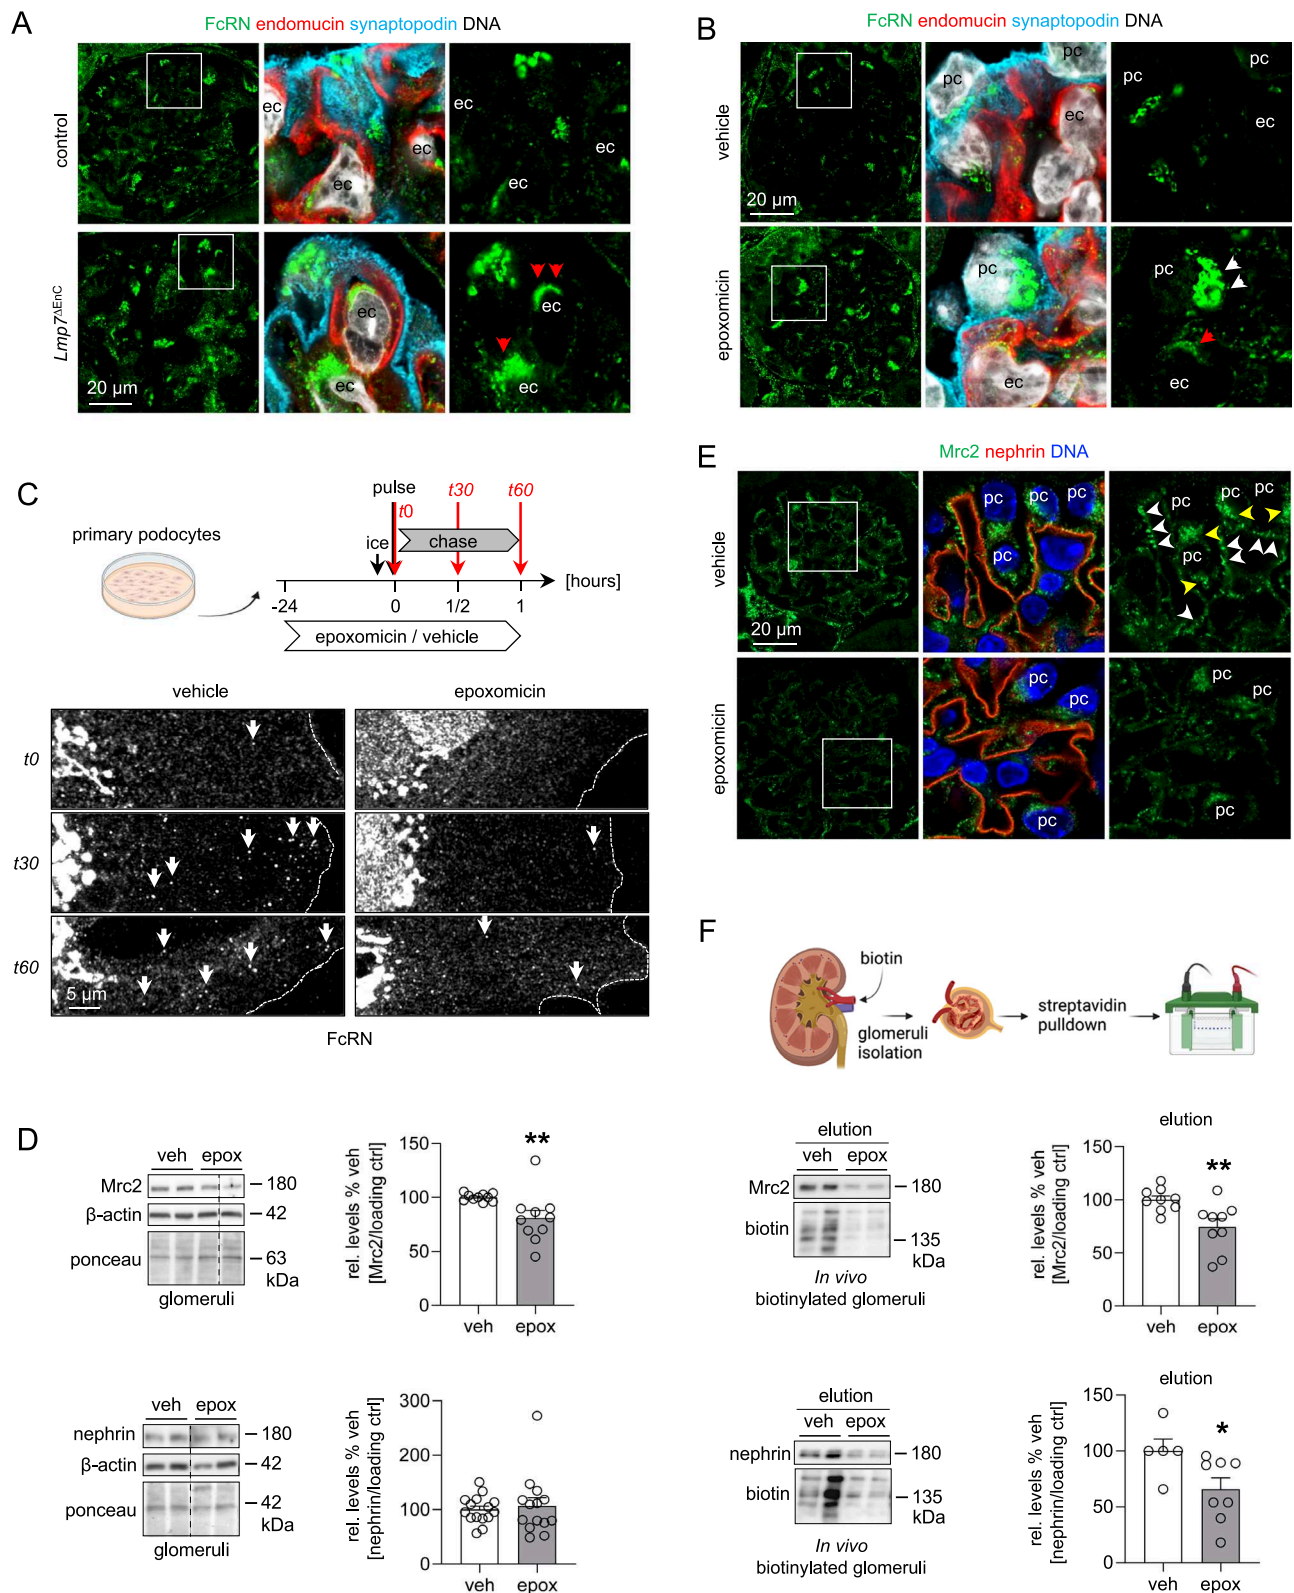 A
FcRN endomucin synaptopodin DNA
control
ec
ec
ec
ec
ec
ec
Lmp7ΔEnC
20 µm
ec
ec
ec
ec
B
FcRN endomucin synaptopodin DNA
vehicle
20 µm
pc
pc
ec
pc
pc
ec
epoxomicin
pc
ec
pc
ec
C
primary podocytes
pulse
t0
t30
t60
ice
chase
[hours]
-24
0
1/2
1
epoxomicin / vehicle
vehicle
epoxomicin
t0
t30
t60
5 µm
FcRN
E
Mrc2 nephrin DNA
vehicle
20 µm
pc
pc
pc
pc
pc
pc
pc
pc
epoxomicin
pc
pc
pc
pc
pc
pc
F
biotin
glomeruli
isolation
streptavidin
pulldown
D
veh epox
Mrc2
180
β-actin
42
ponceau
63
kDa
glomeruli
rel. levels % veh
[Mrc2/loading ctrl]
150
100
50
0
**
veh epox
elution
veh epox
Mrc2
180
biotin
135
kDa
In vivo
biotinylated glomeruli
elution
rel. levels % veh
[Mrc2/loading ctrl]
150
100
50
0
**
veh epox
veh epox
nephrin
180
β-actin
42
ponceau
42
kDa
glomeruli
rel. levels % veh
[nephrin/loading ctrl]
300
200
100
0
veh epox
elution
veh epox
nephrin
180
biotin
135
kDa
In vivo
biotinylated glomeruli
elution
rel. levels % veh
[nephrin/loading ctrl]
150
100
50
0
*
veh epox